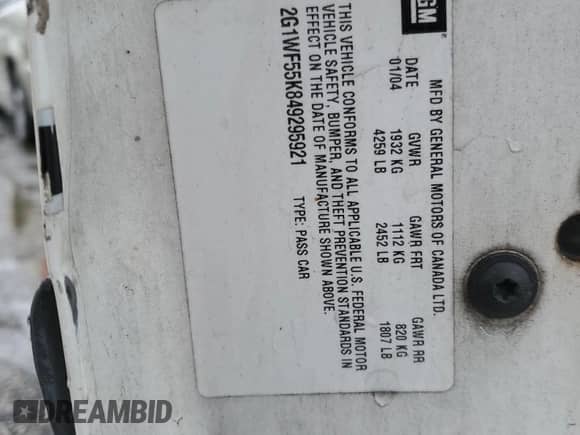 GM
MFD BY GENERAL MOTORS OF CANADA LTD.
DATE GVWR GAWR FRT GAWR RR
01/04 1932 KG 1112 KG 820 KG
4259 LB 2452 LB 1807 LB
THIS VEHICLE CONFORMS TO ALL APPLICABLE U.S. FEDERAL MOTOR
VEHICLE SAFETY, BUMPER, AND THEFT PREVENTION STANDARDS IN
EFFECT ON THE DATE OF MANUFACTURE SHOWN ABOVE.
2G1WF55K849295921 TYPE: PASS CAR
DREAMBID